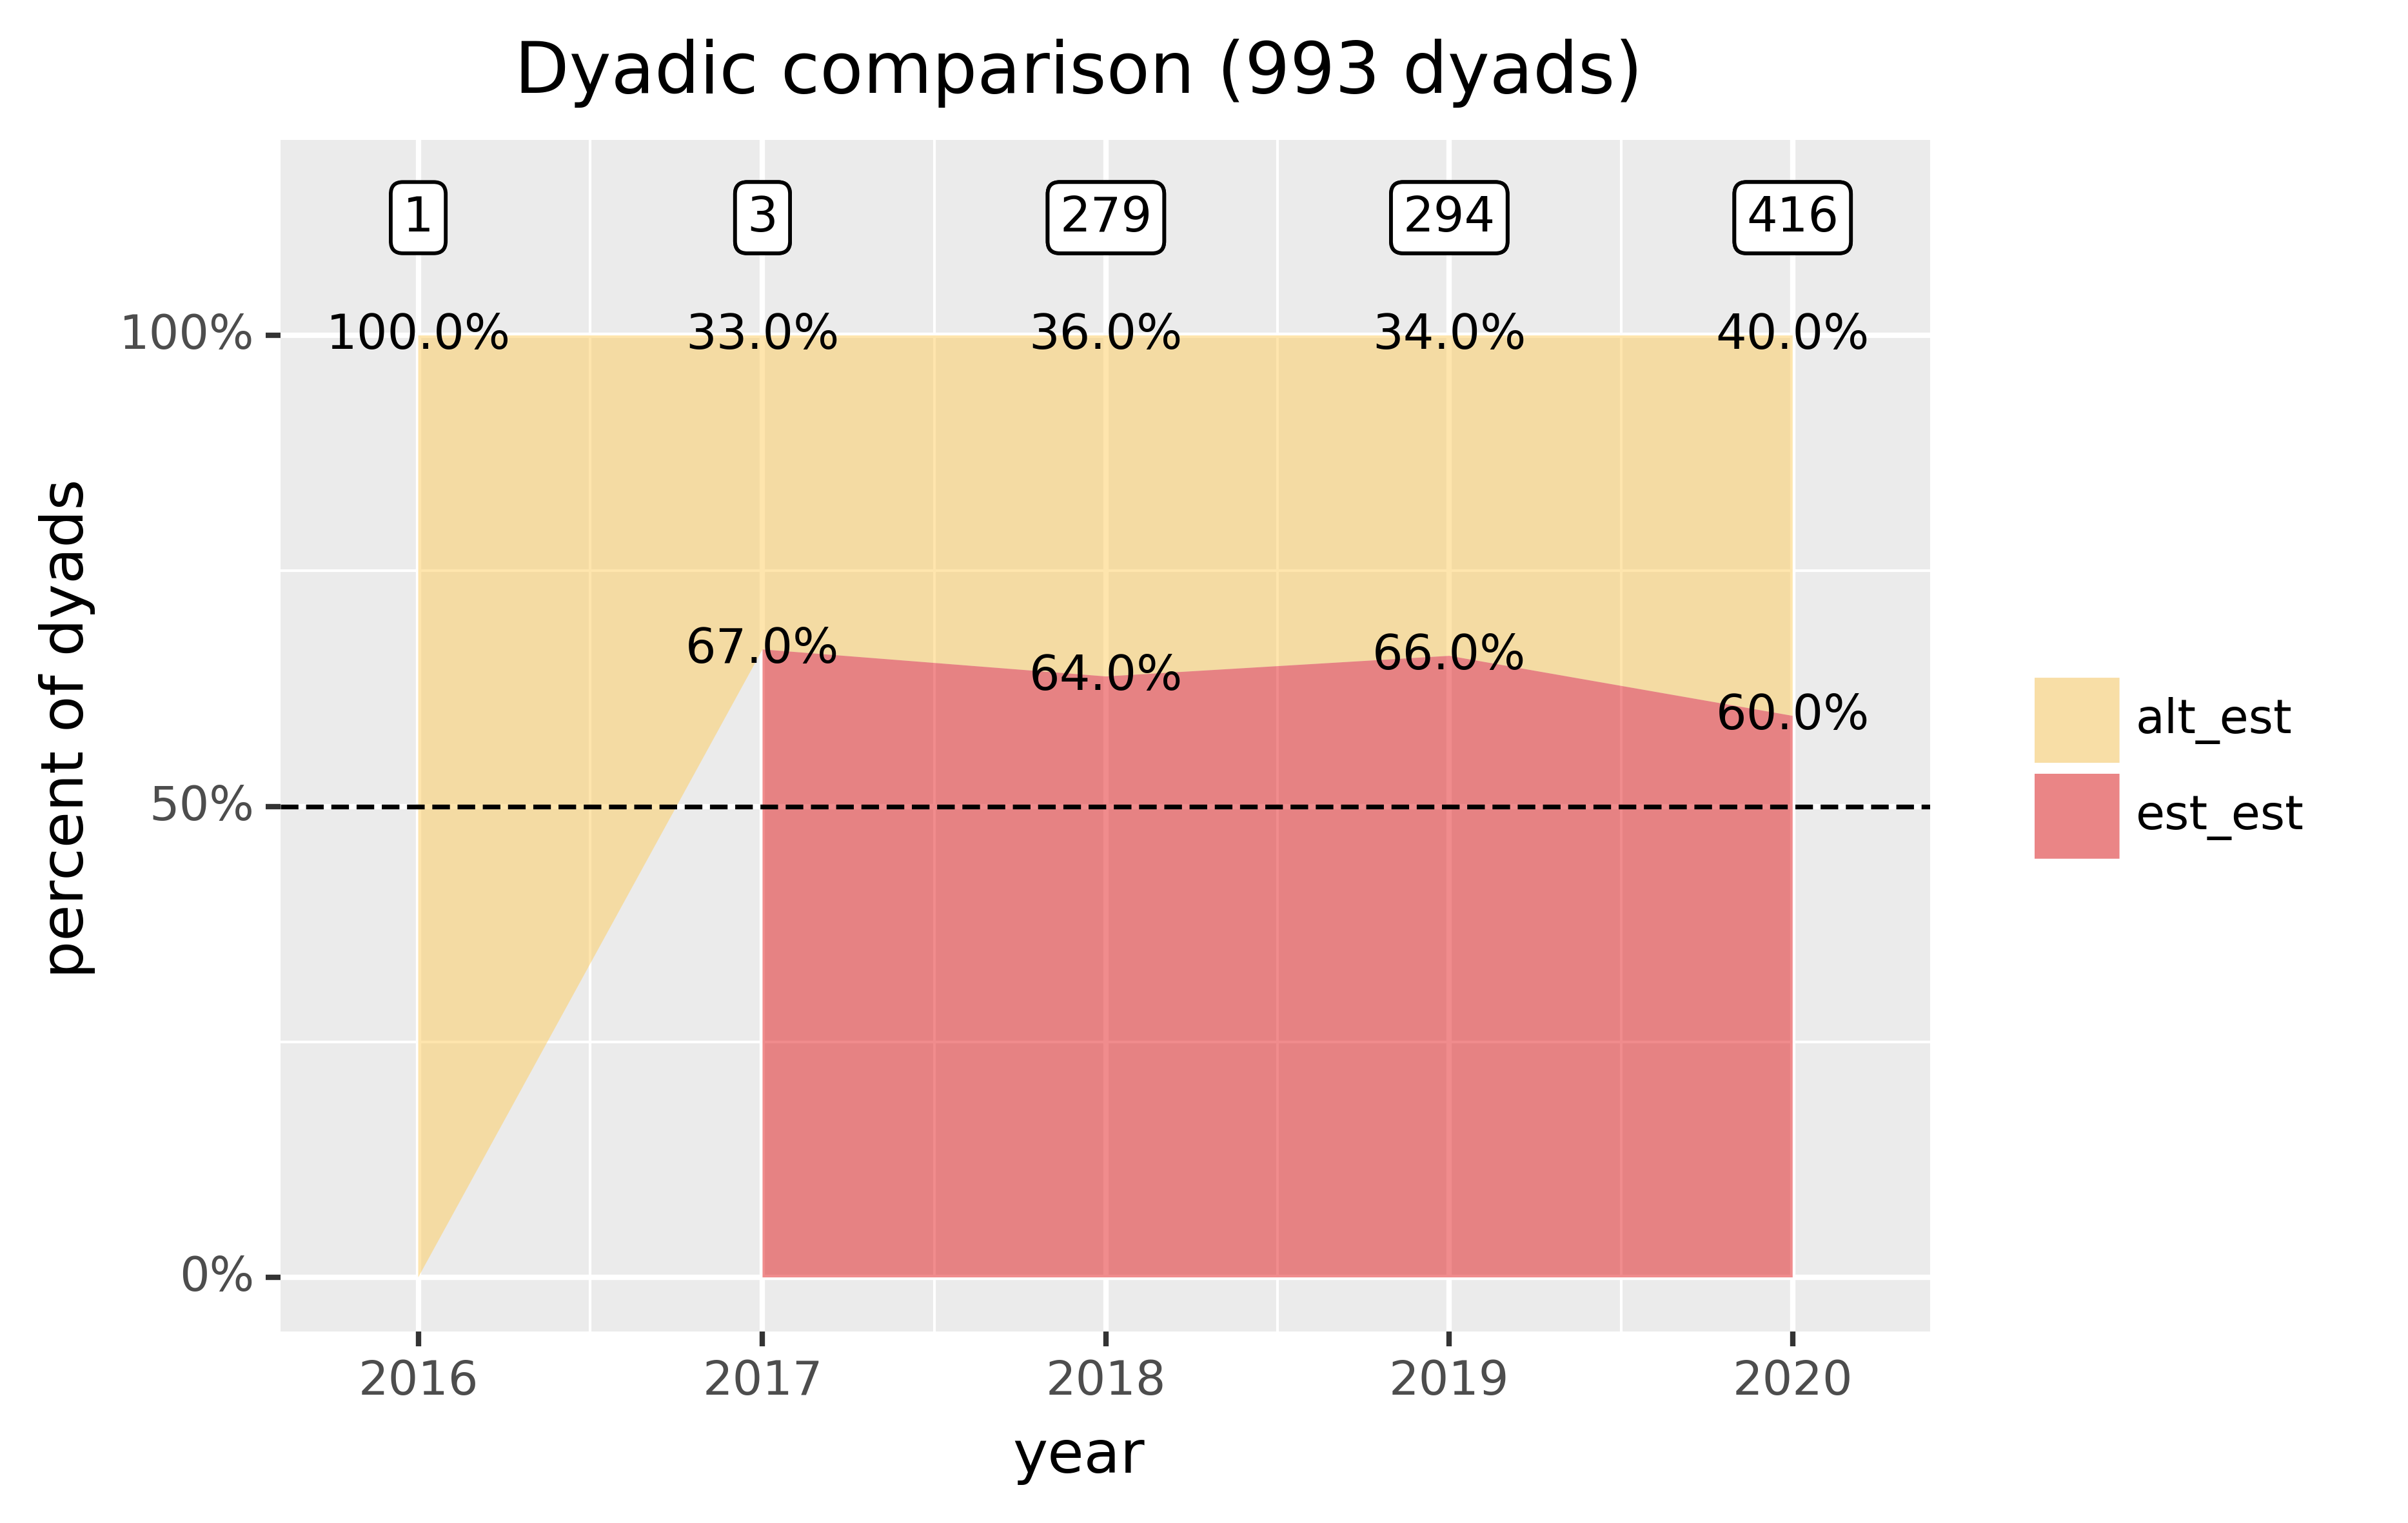 Dyadic comparison (993 dyads)
1 3 279 294 416
100% 100.0% 33.0% 36.0% 34.0% 40.0%
67.0% 64.0% 66.0% 60.0%
50%
0%
2016 2017 2018 2019 2020
year
percent of dyads
alt_est
est_est